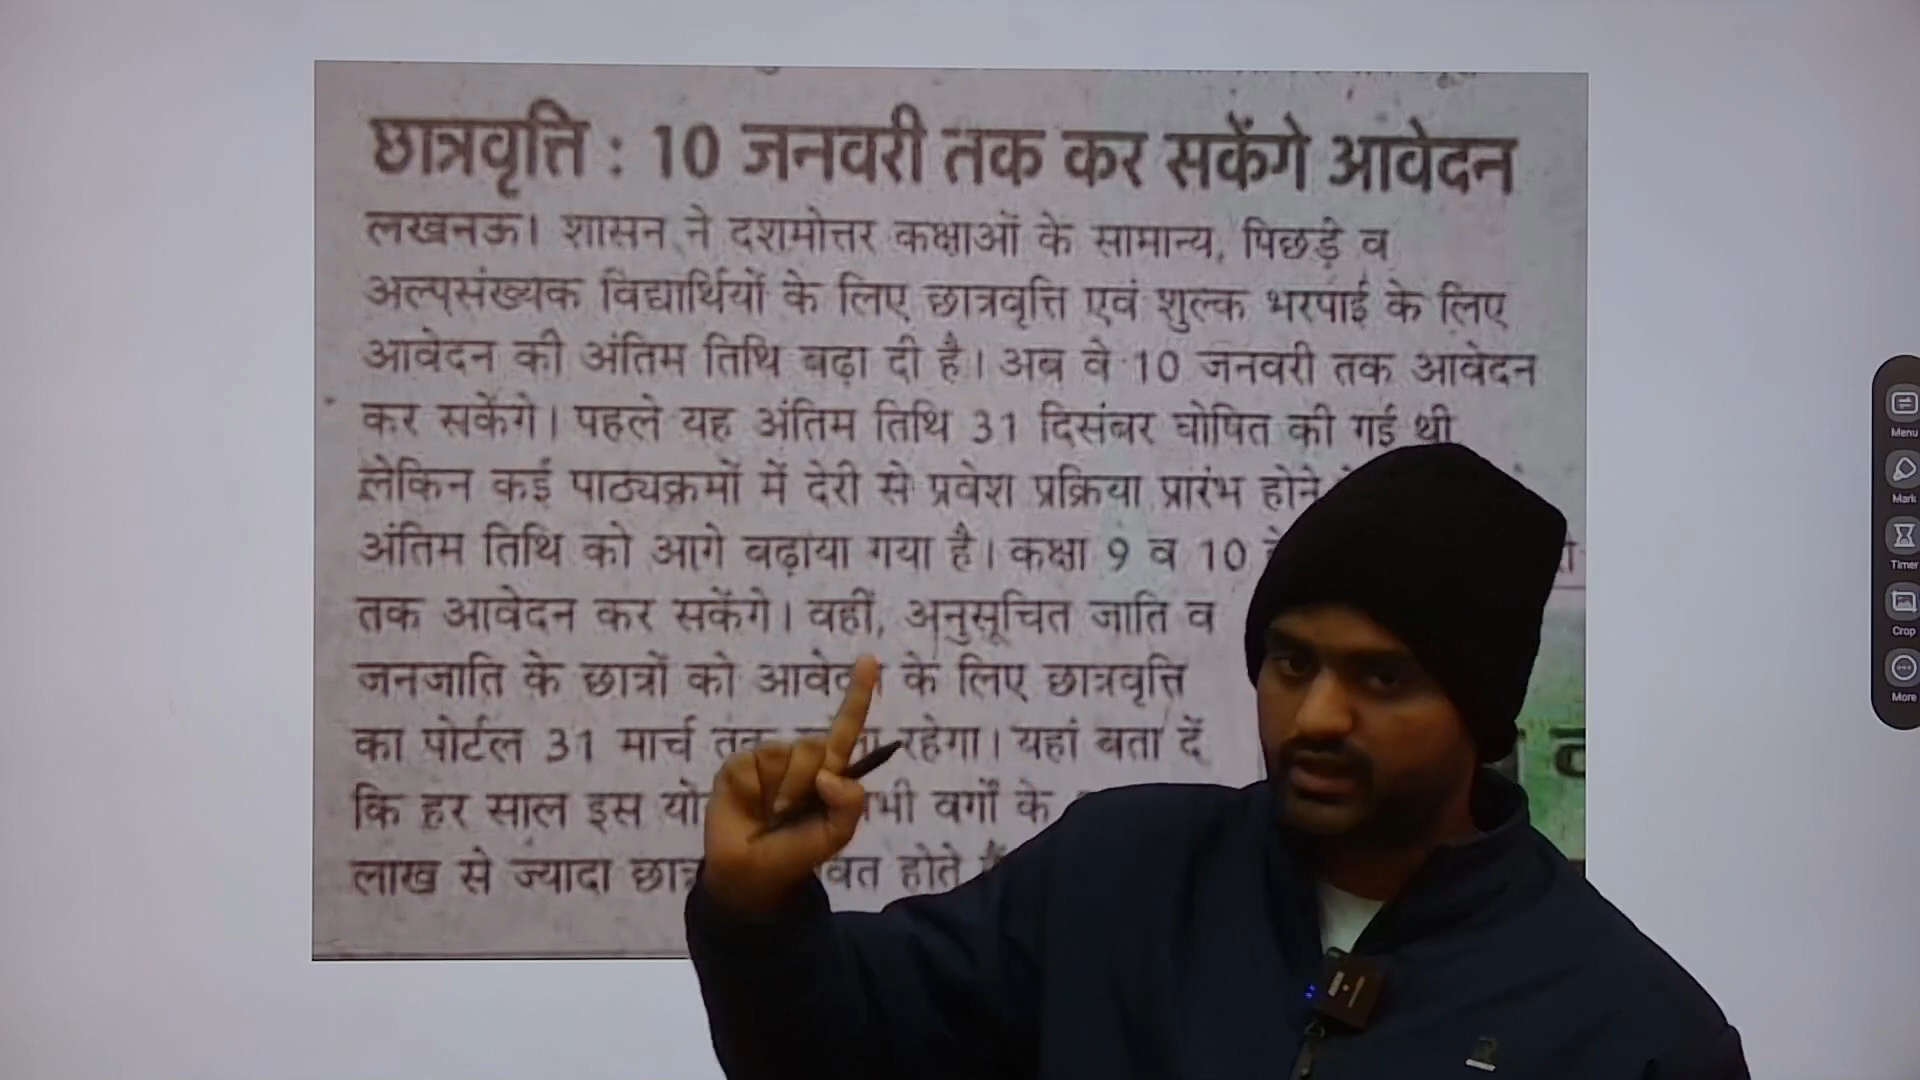 छात्रवृत्ति : 10 जनवरी तक कर सकेंगे आवेदन
लखनऊ। शासन ने दशमोत्तर कक्षाओं के सामान्य, पिछड़े व
अल्पसंख्यक विद्यार्थियों के लिए छात्रवृत्ति एवं शुल्क भरपाई के लिए
आवेदन की अंतिम तिथि बढ़ा दी है। अब वे 10 जनवरी तक आवेदन
कर सकेंगे। पहले यह अंतिम तिथि 31 दिसंबर घोषित की गई थी
लेकिन कई पाठ्यक्रमों में देरी से प्रवेश प्रक्रिया प्रारंभ होने
अंतिम तिथि को आगे बढ़ाया गया है। कक्षा 9 व 10
तक आवेदन कर सकेंगे। वहीं, अनुसूचित जाति व
जनजाति के छात्रों को के लिए छात्रवृत्ति
का पोर्टल 31 मार्च रहेगा। यहां बता दें
कि हर साल इस वर्गों के
लाख से ज्यादा होते
Menu
Mark
Timer
Crop
More